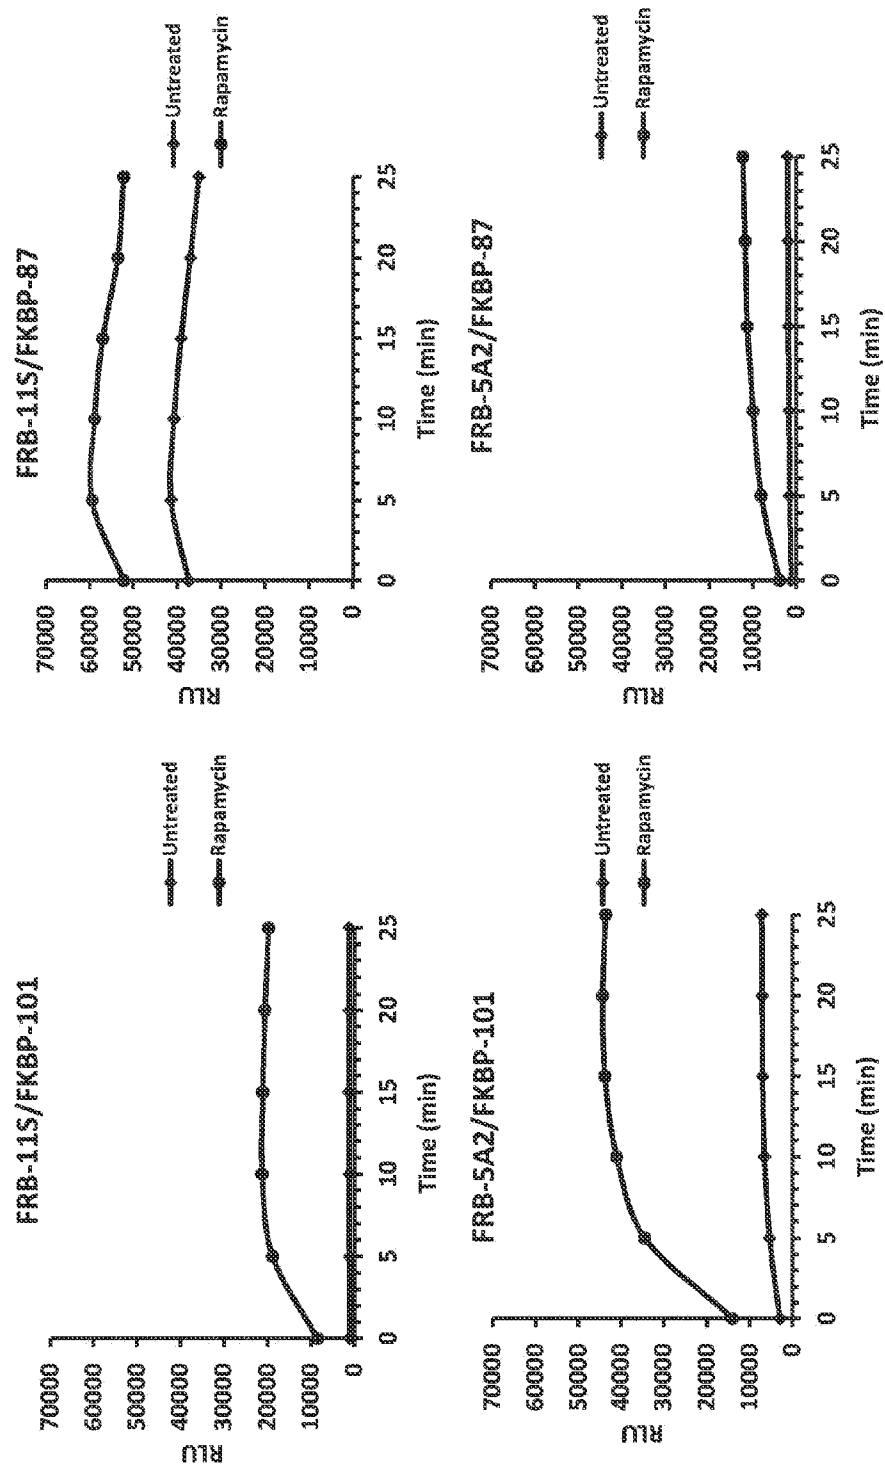 FRB-11S/FKBP-101
RLU
70000
60000
50000
40000
30000
20000
10000
0
0 5 10 15 20 25
Time (min)
Untreated
Rapamycin
FRB-11S/FKBP-87
RLU
70000
60000
50000
40000
30000
20000
10000
0
0 5 10 15 20 25
Time (min)
Untreated
Rapamycin
FRB-5A2/FKBP-101
RLU
70000
60000
50000
40000
30000
20000
10000
0
0 5 10 15 20 25
Time (min)
Untreated
Rapamycin
FRB-5A2/FKBP-87
RLU
70000
60000
50000
40000
30000
20000
10000
0
0 5 10 15 20 25
Time (min)
Untreated
Rapamycin